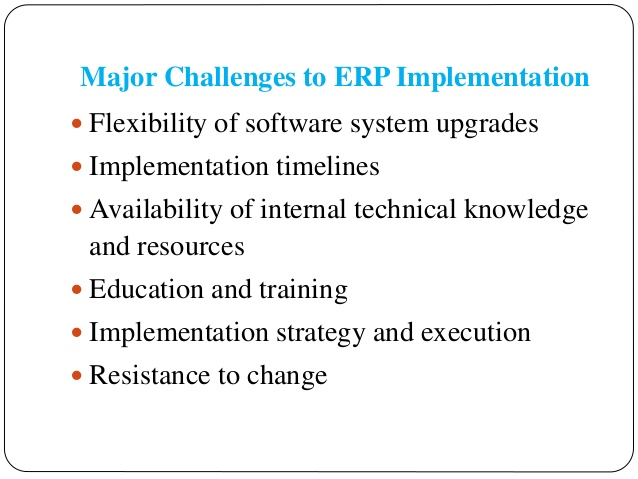 Major Challenges to ERP Implementation
• Flexibility of software system upgrades
• Implementation timelines
• Availability of internal technical knowledge
and resources
• Education and training
• Implementation strategy and execution
• Resistance to change